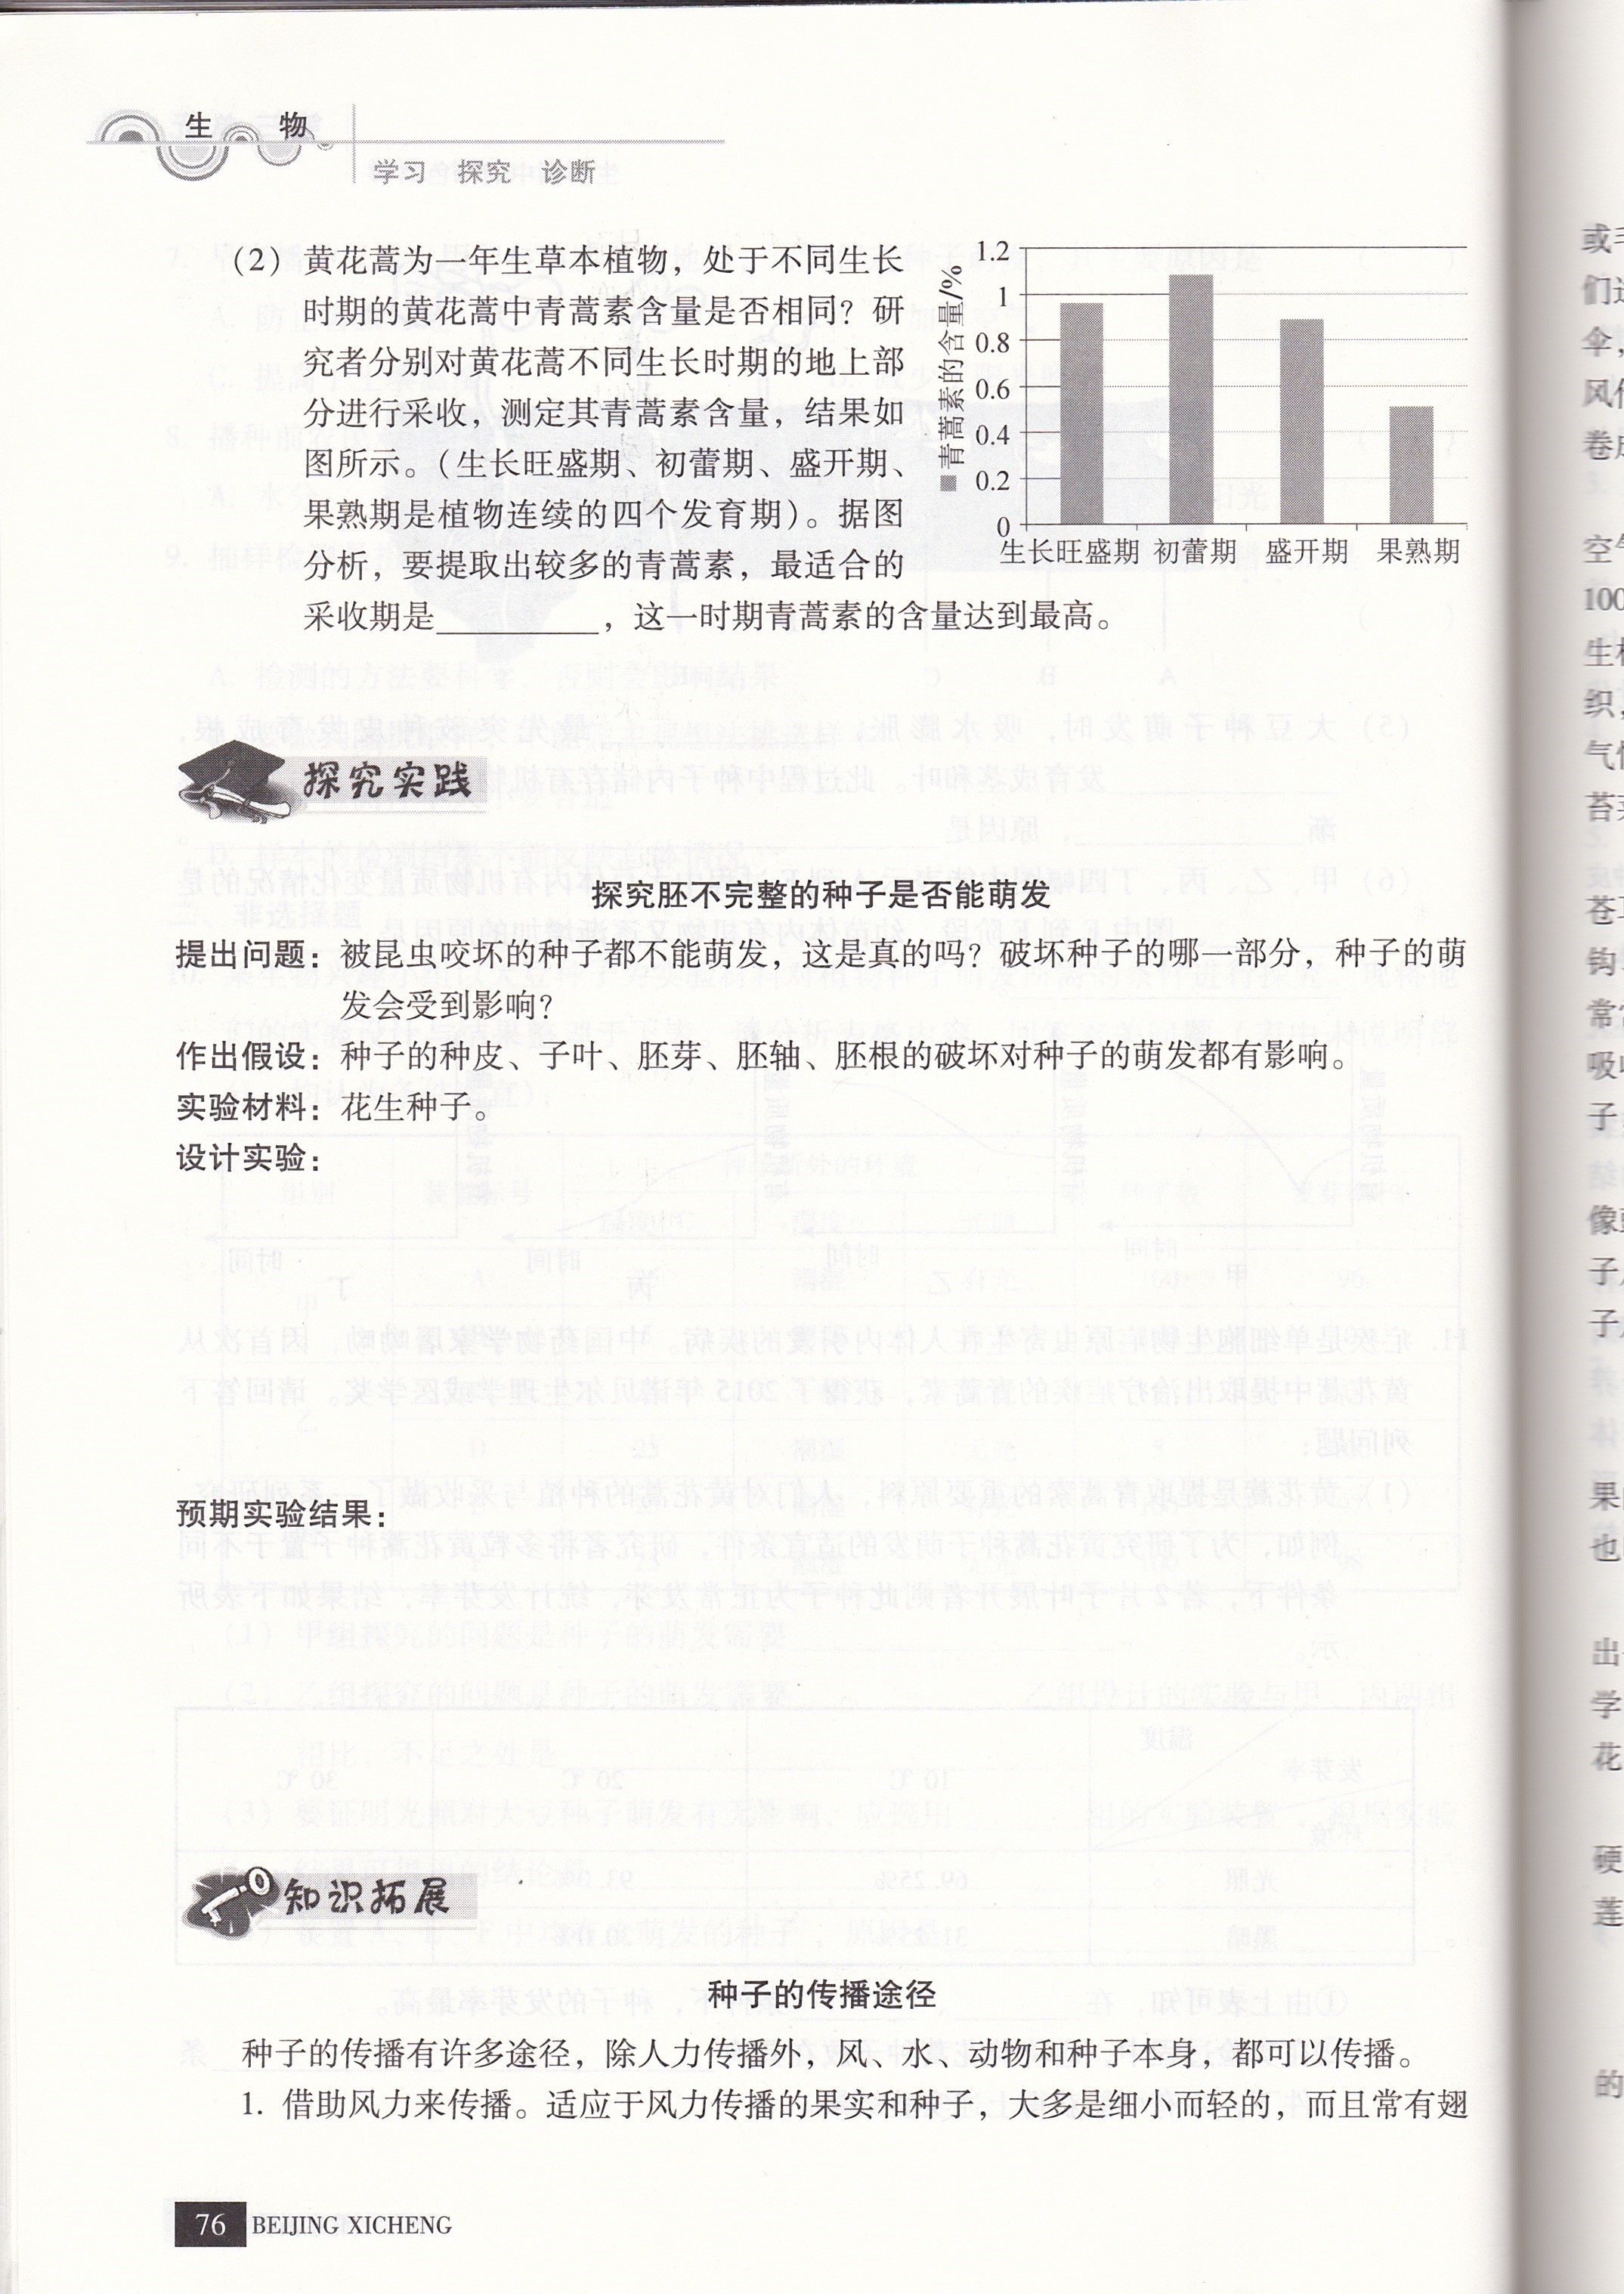 生 物
学习 探究 诊断
(2) 黄花蒿为一年生草本植物，处于不同生长
时期的黄花蒿中青蒿素含量是否相同？研
究者分别对黄花蒿不同生长时期的地上部
分进行采收，测定其青蒿素含量，结果如
图所示。（生长旺盛期、初蕾期、盛开期、
果熟期是植物连续的四个发育期）。据图
分析，要提取出较多的青蒿素，最适合的
采收期是__________，这一时期青蒿素的含量达到最高。
青蒿素的含量/%
1.2
1
0.8
0.6
0.4
0.2
0
生长旺盛期 初蕾期 盛开期 果熟期
探究实践
探究胚不完整的种子是否能萌发
提出问题：被昆虫咬坏的种子都不能萌发，这是真的吗？破坏种子的哪一部分，种子的萌
发会受到影响？
作出假设：种子的种皮、子叶、胚芽、胚轴、胚根的破坏对种子的萌发都有影响。
实验材料：花生种子。
设计实验：
预期实验结果：
知识拓展
种子的传播途径
种子的传播有许多途径，除人力传播外，风、水、动物和种子本身，都可以传播。
1. 借助风力来传播。适应于风力传播的果实和种子，大多是细小而轻的，而且常有翅
76 BEIJING XICHENG